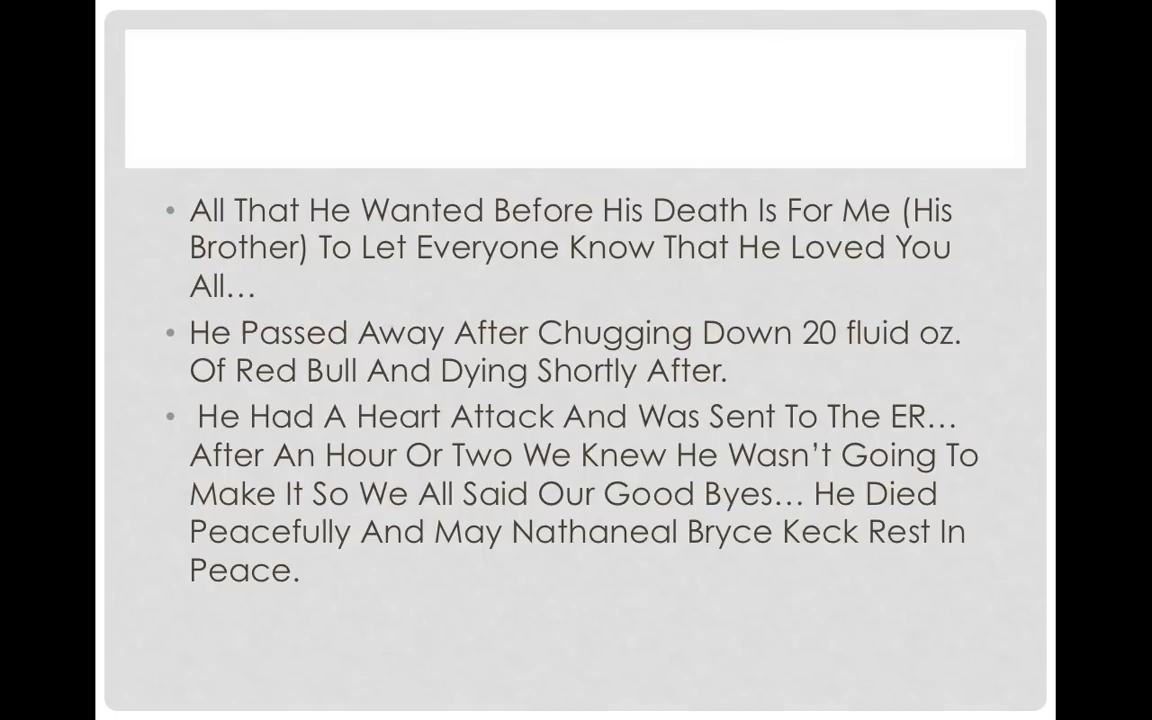 • All That He Wanted Before His Death Is For Me (His
Brother) To Let Everyone Know That He Loved You
All…
• He Passed Away After Chugging Down 20 fluid oz.
Of Red Bull And Dying Shortly After.
• He Had A Heart Attack And Was Sent To The ER…
After An Hour Or Two We Knew He Wasn’t Going To
Make It So We All Said Our Good Byes… He Died
Peacefully And May Nathaneal Bryce Keck Rest In
Peace.